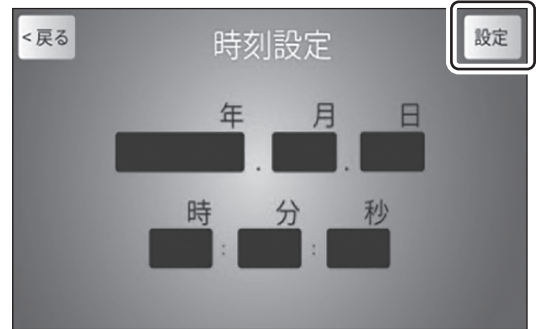 <戻る 時刻設定 設定
年 月 日
. .
時 分 秒
: :